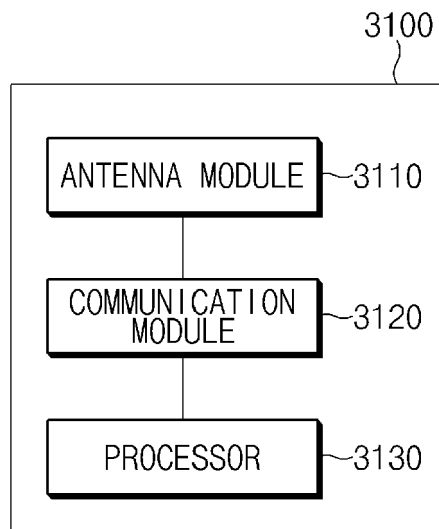 3100
ANTENNA MODULE
3110
COMMUNICATION
MODULE
3120
PROCESSOR
3130